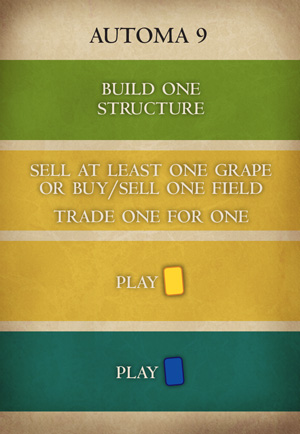 AUTOMA 9
BUILD ONE
STRUCTURE
SELL AT LEAST ONE GRAPE
OR BUY/SELL ONE FIELD
TRADE ONE FOR ONE
PLAY
PLAY